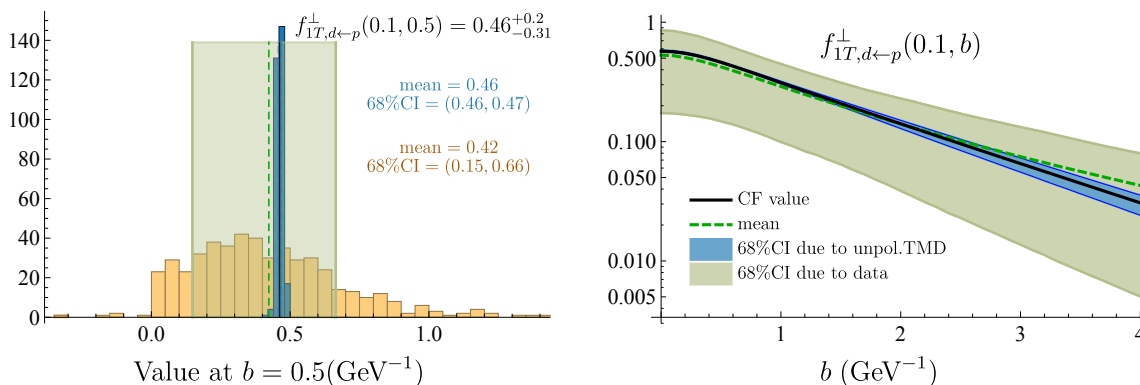 f⊥1T,d←p(0.1, 0.5) = 0.46+0.2−0.31
mean = 0.46
68%CI = (0.46, 0.47)
mean = 0.42
68%CI = (0.15, 0.66)
140
120
100
80
60
40
20
0
0.0 0.5 1.0
Value at b = 0.5(GeV−1)
f⊥1T,d←p(0.1, b)
1
0.500
0.100
0.050
0.010
0.005
CF value
mean
68%CI due to unpol.TMD
68%CI due to data
1 2 3 4
b (GeV−1)